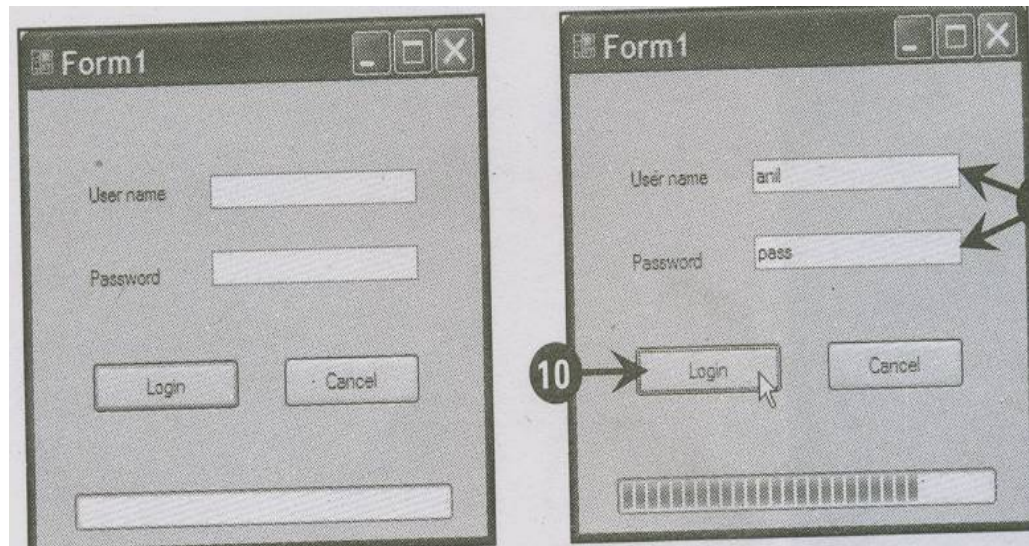 Form1
User name
Password
Login Cancel
Form1
User name anil
Password pass
10 Login Cancel